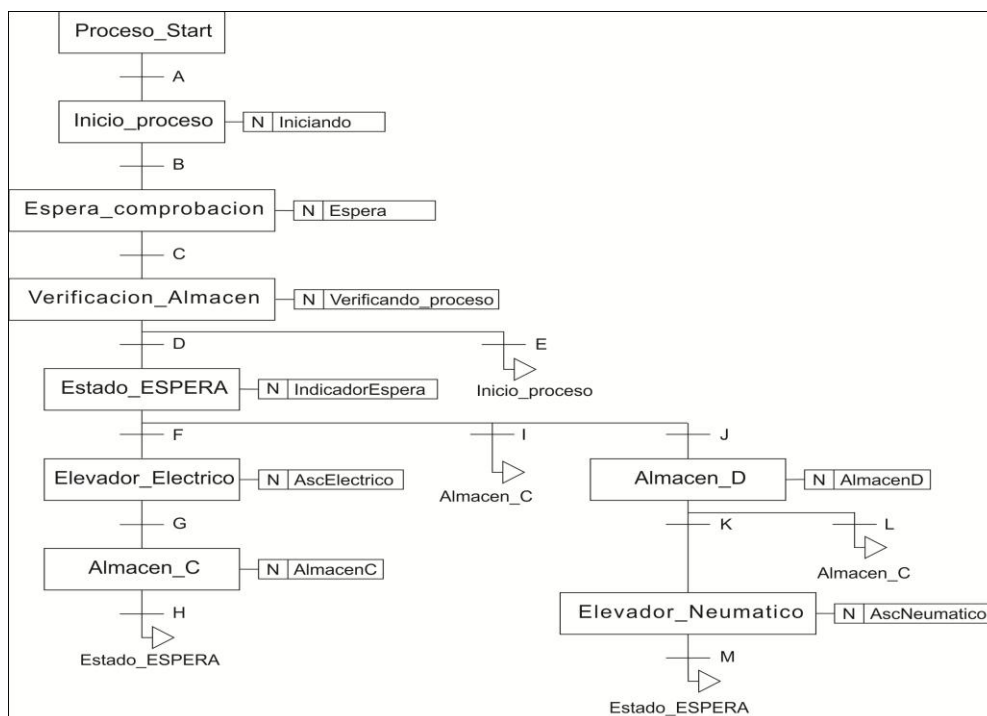 Proceso_Start
A
Inicio_proceso N Iniciando
B
Espera_comprobacion N Espera
C
Verificacion_Almacen N Verificando_proceso
D E
Inicio_proceso
Estado_ESPERA N IndicadorEspera
F I J
Elevador_Electrico N AscElectrico
Almacen_C
Almacen_D N AlmacenD
G K L
Almacen_C N AlmacenC
Almacen_C
H
Estado_ESPERA
Elevador_Neumatico N AscNeumatico
M
Estado_ESPERA